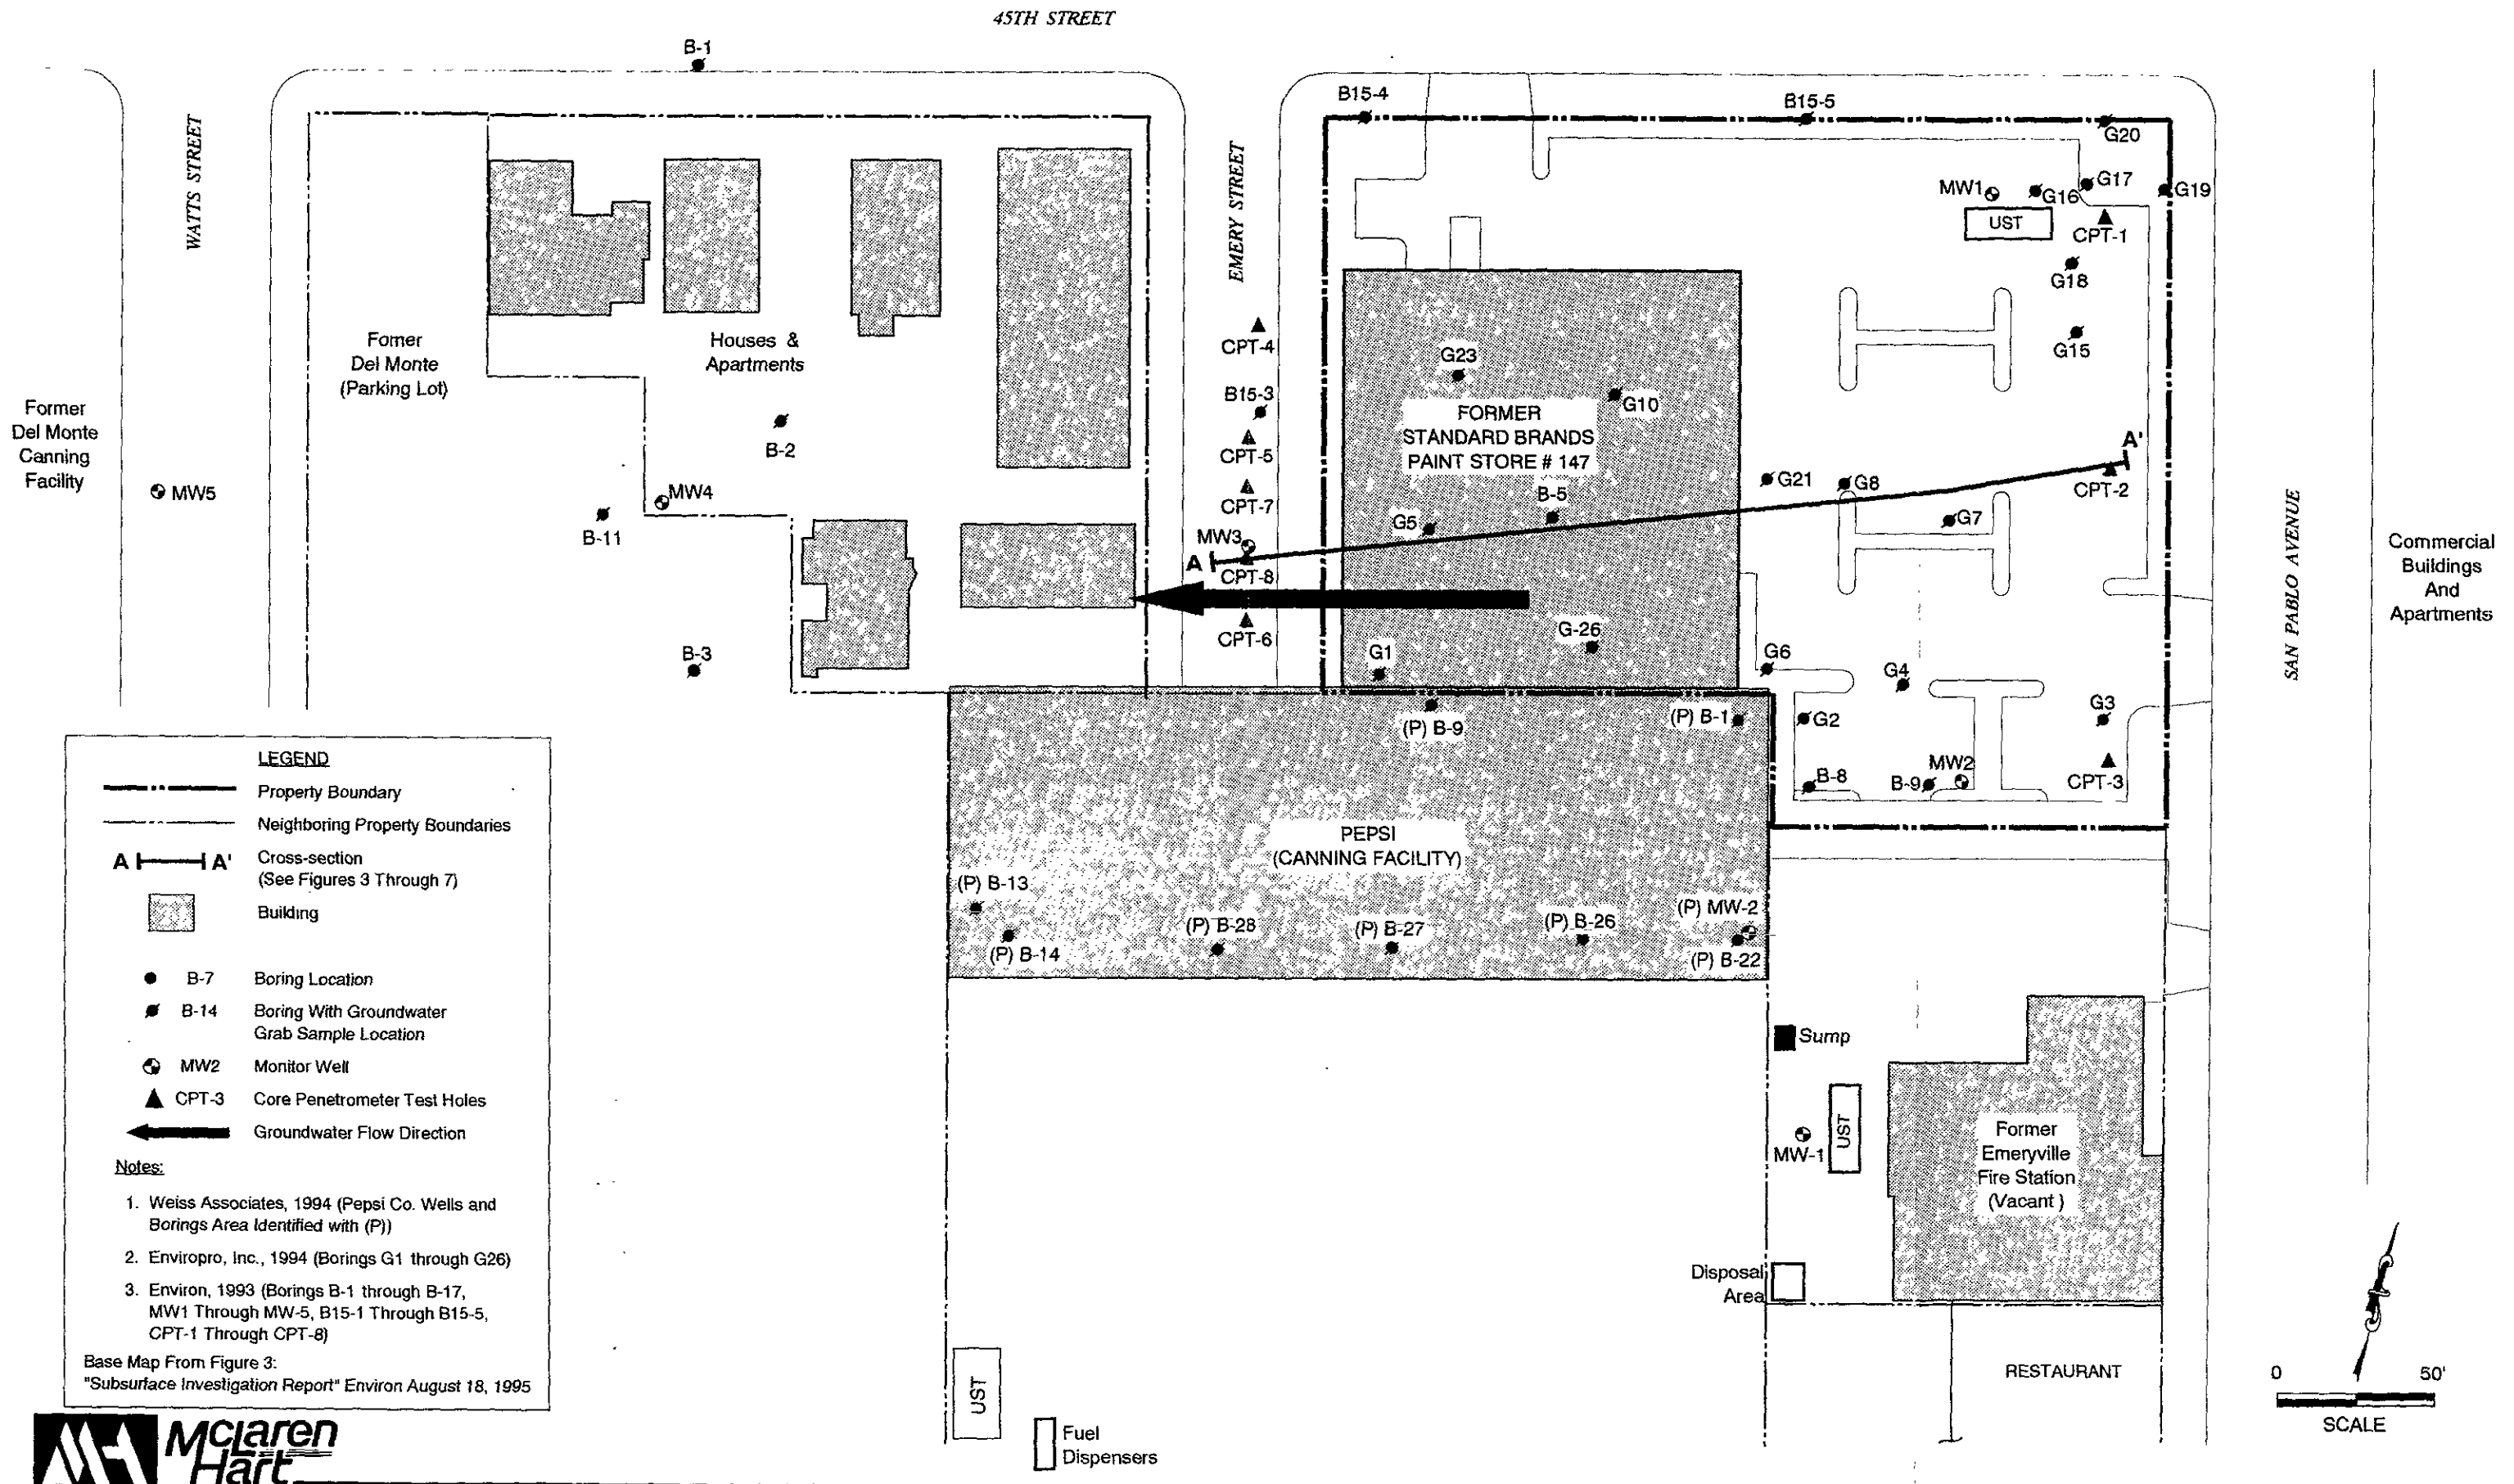 45TH STREET
B-1
B15-4
B15-5
G20
WATTS STREET
EMERY STREET
MW1
G16
G17
G19
UST
CPT-1
G18
CPT-4
G15
Fomer
Del Monte
(Parking Lot)
Houses &
Apartments
G23
G10
B15-3
Former
Del Monte
Canning
Facility
FORMER
STANDARD BRANDS
PAINT STORE # 147
B-2
CPT-5
A'
CPT-2
MW5
MW4
CPT-7
B-5
G21
G8
G7
B-11
G5
MW3
A
CPT-8
SAN PABLO AVENUE
Commercial
Buildings
And
Apartments
CPT-6
G-26
B-3
G1
G6
G4
G3
(P) B-9
(P) B-1
G2
B-8
B-9
MW2
CPT-3
PEPSI
(CANNING FACILITY)
(P) B-13
(P) B-14
(P) B-28
(P) B-27
(P) B-26
(P) MW-2
(P) B-22
Sump
MW-1
UST
Former
Emeryville
Fire Station
(Vacant )
Disposal
Area
RESTAURANT
UST
Fuel
Dispensers
0 50'
SCALE
LEGEND
Property Boundary
Neighboring Property Boundaries
A A' Cross-section
(See Figures 3 Through 7)
Building
B-7 Boring Location
B-14 Boring With Groundwater
Grab Sample Location
MW2 Monitor Well
CPT-3 Core Penetrometer Test Holes
Groundwater Flow Direction
Notes:
1. Weiss Associates, 1994 (Pepsi Co. Wells and
Borings Area Identified with (P))
2. Enviropro, Inc., 1994 (Borings G1 through G26)
3. Environ, 1993 (Borings B-1 through B-17,
MW1 Through MW-5, B15-1 Through B15-5,
CPT-1 Through CPT-8)
Base Map From Figure 3:
"Subsurface Investigation Report" Environ August 18, 1995
McLaren
Hart